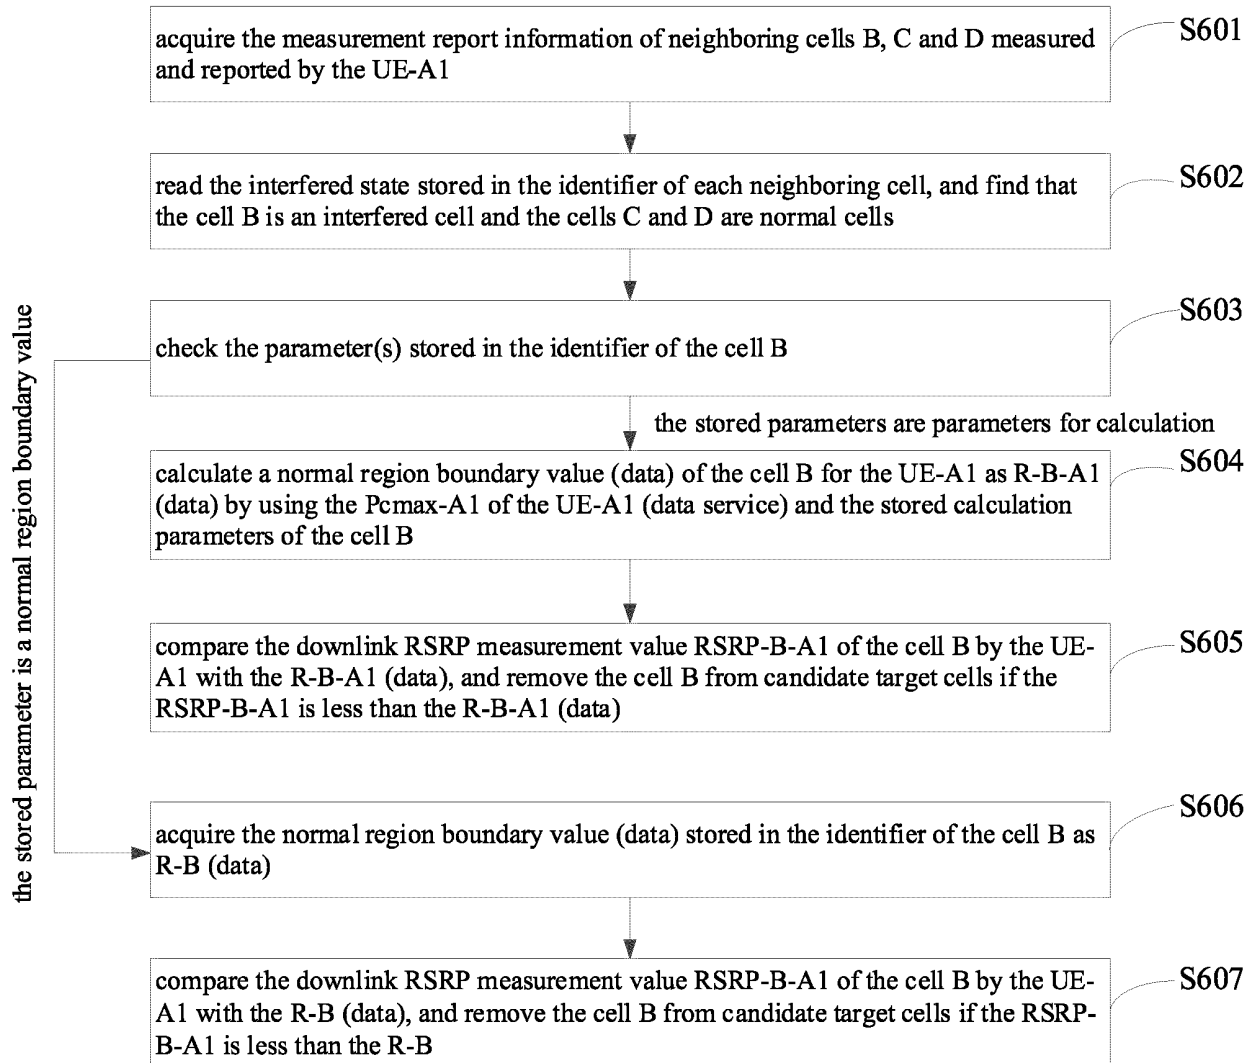 acquire the measurement report information of neighboring cells B, C and D measured
and reported by the UE-A1
S601
read the interfered state stored in the identifier of each neighboring cell, and find that
the cell B is an interfered cell and the cells C and D are normal cells
S602
check the parameter(s) stored in the identifier of the cell B
S603
the stored parameters are parameters for calculation
the stored parameter is a normal region boundary value
calculate a normal region boundary value (data) of the cell B for the UE-A1 as R-B-A1
(data) by using the Pcmax-A1 of the UE-A1 (data service) and the stored calculation
parameters of the cell B
S604
compare the downlink RSRP measurement value RSRP-B-A1 of the cell B by the UE-
A1 with the R-B-A1 (data), and remove the cell B from candidate target cells if the
RSRP-B-A1 is less than the R-B-A1 (data)
S605
acquire the normal region boundary value (data) stored in the identifier of the cell B as
R-B (data)
S606
compare the downlink RSRP measurement value RSRP-B-A1 of the cell B by the UE-
A1 with the R-B (data), and remove the cell B from candidate target cells if the RSRP-
B-A1 is less than the R-B
S607